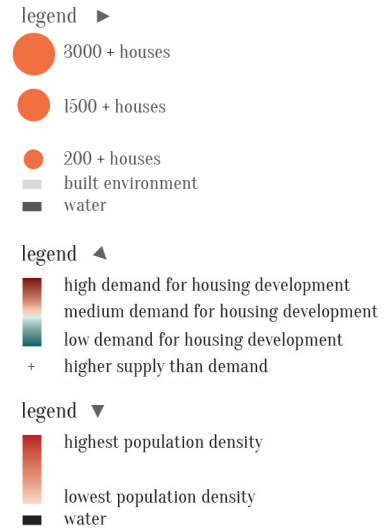 legend
3000 + houses
1500 + houses
200 + houses
built environment
water
legend
high demand for housing development
medium demand for housing development
low demand for housing development
+ higher supply than demand
legend
highest population density
lowest population density
water